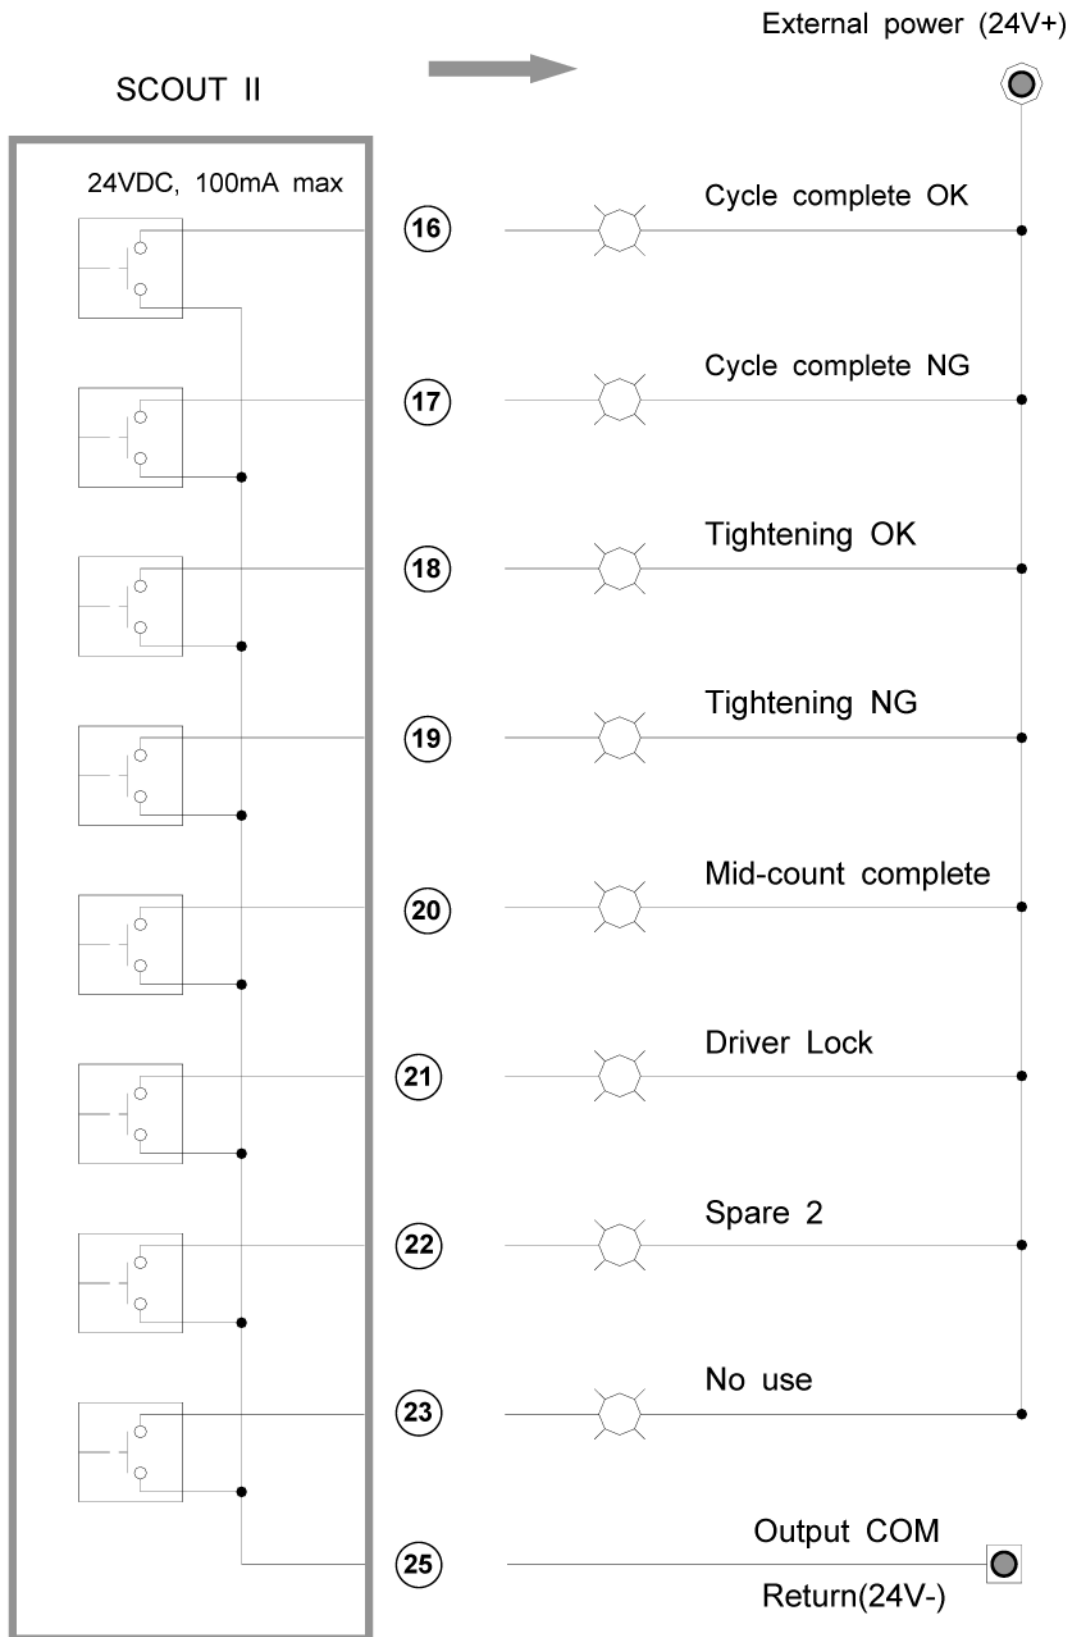 External power (24V+)
SCOUT II
24VDC, 100mA max
16
Cycle complete OK
17
Cycle complete NG
18
Tightening OK
19
Tightening NG
20
Mid-count complete
21
Driver Lock
22
Spare 2
23
No use
25
Output COM
Return(24V-)